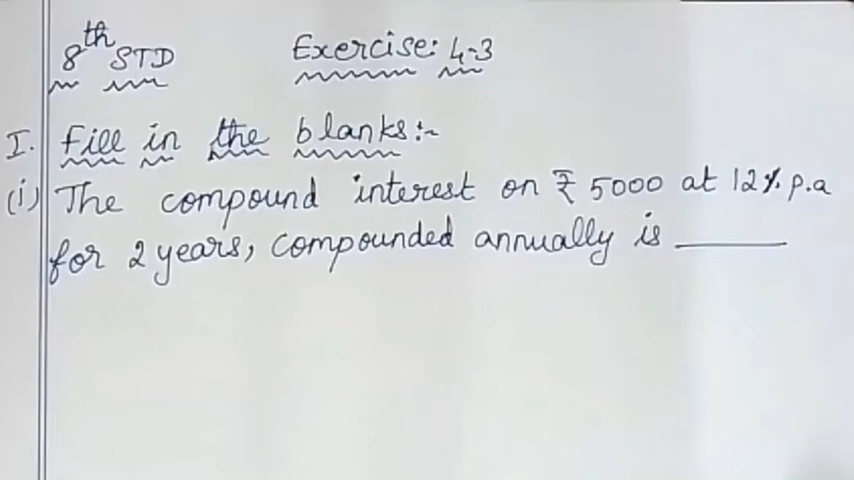 8th STD Exercise: 4.3
I. Fill in the blanks:-
(i) The compound interest on ₹ 5000 at 12% p.a
for 2 years, compounded annually is ______